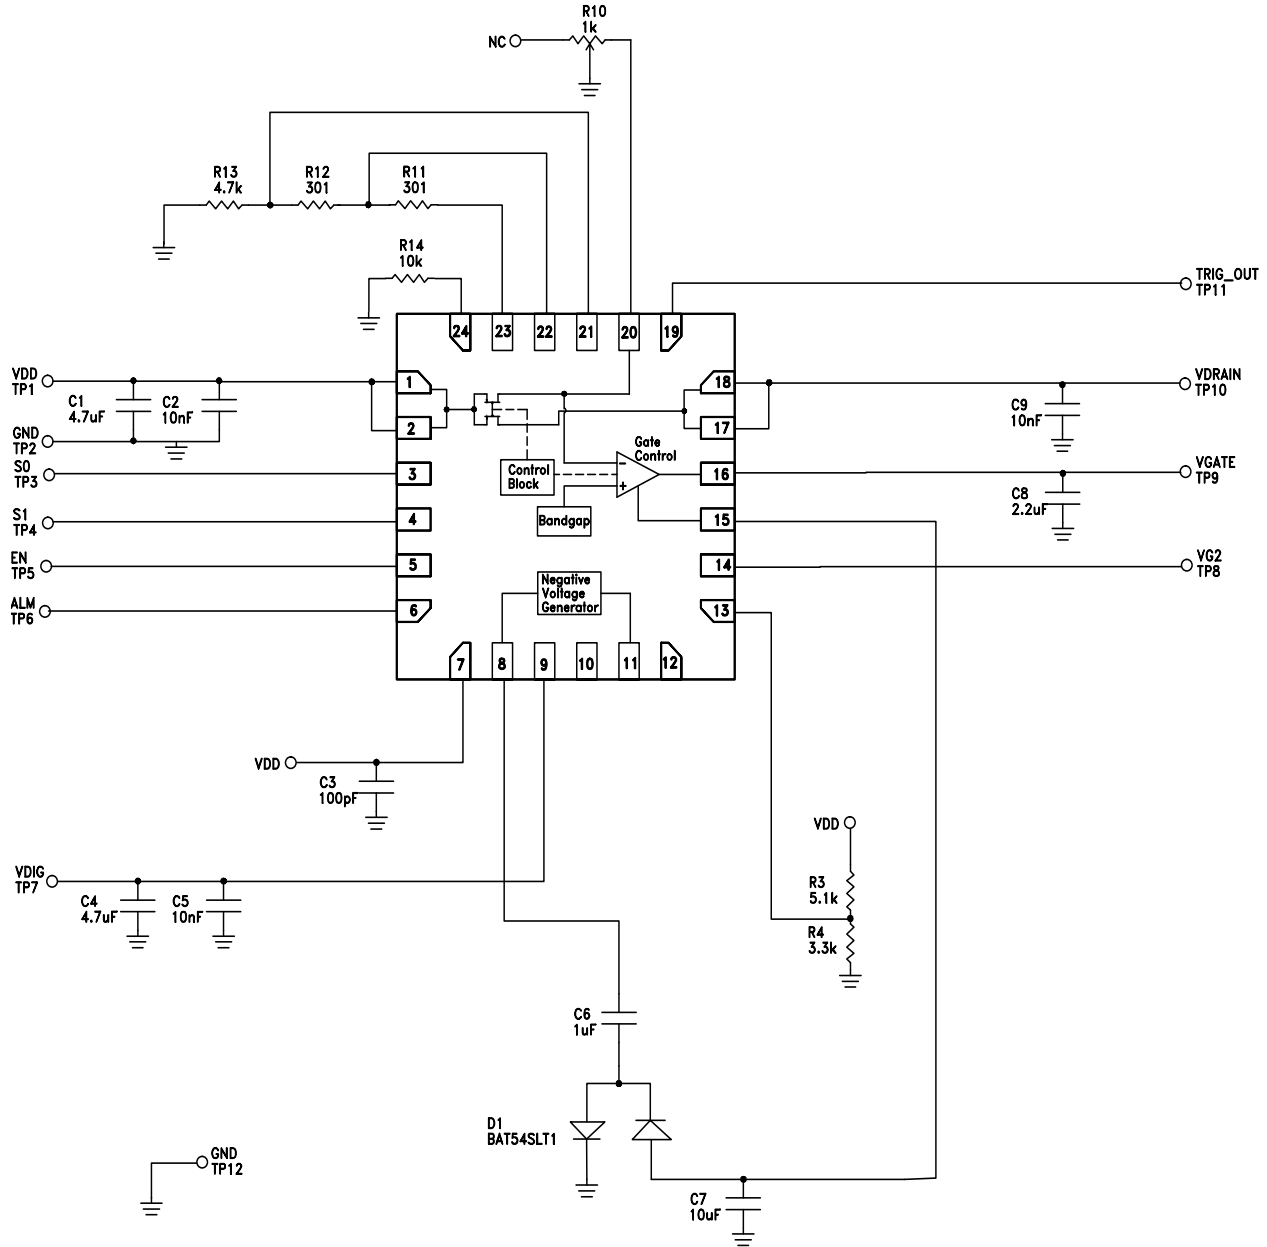 R10
1k
NC
R13
4.7k
R12
301
R11
301
R14
10k
TRIG_OUT
TP11
24
23
22
21
20
19
VDD
TP1
C1
4.7uF
C2
10nF
GND
TP2
S0
TP3
S1
TP4
EN
TP5
ALM
TP6
1
2
3
4
5
6
Gate
Control
−
+
Control
Block
Bandgap
Negative
Voltage
Generator
18
17
16
15
14
13
VDRAIN
TP10
C9
10nF
VGATE
TP9
C8
2.2uF
VG2
TP8
7
8
9
10
11
12
VDD
C3
100pF
VDD
R3
5.1k
R4
3.3k
VDIG
TP7
C4
4.7uF
C5
10nF
C6
1uF
D1
BAT54SLT1
GND
TP12
C7
10uF